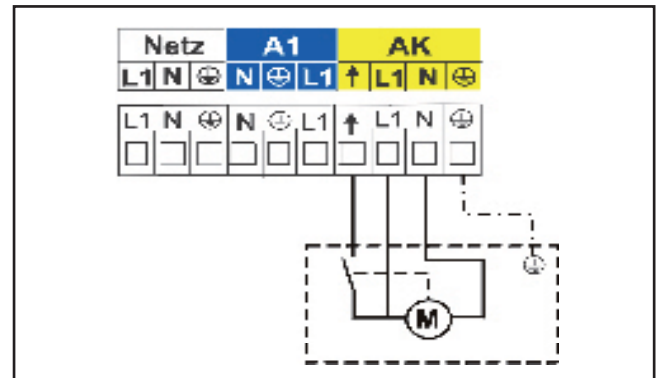 Netz A1 AK
L1 N ⏚ N ⏚ L1 ↑ L1 N ⏚
L1 N ⏚ N ⏚ L1 ↑ L1 N ⏚
⏚
M